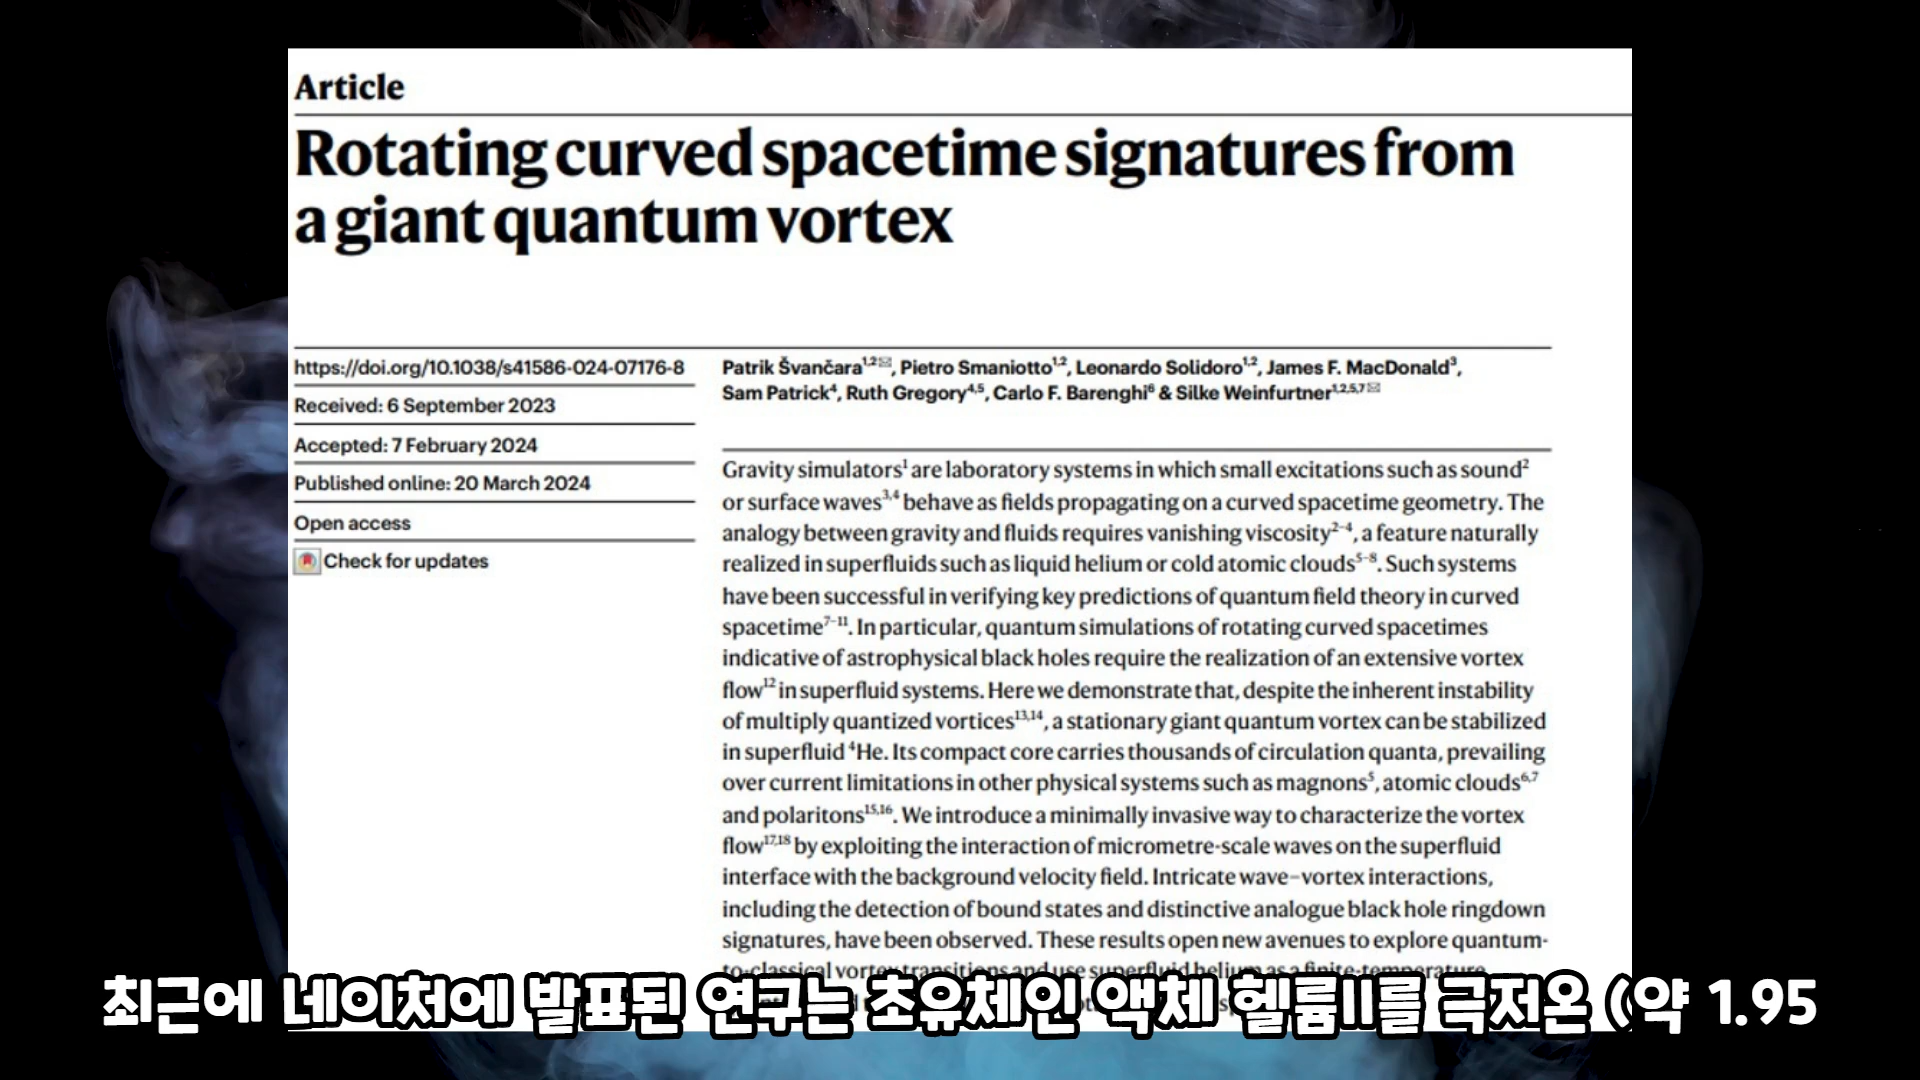 Article
Rotating curved spacetime signatures from
a giant quantum vortex
https://doi.org/10.1038/s41586-024-07176-8
Received: 6 September 2023
Accepted: 7 February 2024
Published online: 20 March 2024
Open access
Check for updates
Patrik Švančara1,2✉, Pietro Smaniotto1,2, Leonardo Solidoro1,2, James F. MacDonald3,
Sam Patrick4, Ruth Gregory4,5, Carlo F. Barenghi6 & Silke Weinfurtner1,2,5,7✉
Gravity simulators1 are laboratory systems in which small excitations such as sound2
or surface waves3,4 behave as fields propagating on a curved spacetime geometry. The
analogy between gravity and fluids requires vanishing viscosity2–4, a feature naturally
realized in superfluids such as liquid helium or cold atomic clouds5–8. Such systems
have been successful in verifying key predictions of quantum field theory in curved
spacetime7–11. In particular, quantum simulations of rotating curved spacetimes
indicative of astrophysical black holes require the realization of an extensive vortex
flow12 in superfluid systems. Here we demonstrate that, despite the inherent instability
of multiply quantized vortices13,14, a stationary giant quantum vortex can be stabilized
in superfluid 4He. Its compact core carries thousands of circulation quanta, prevailing
over current limitations in other physical systems such as magnons5, atomic clouds6,7
and polaritons15,16. We introduce a minimally invasive way to characterize the vortex
flow17,18 by exploiting the interaction of micrometre-scale waves on the superfluid
interface with the background velocity field. Intricate wave–vortex interactions,
including the detection of bound states and distinctive analogue black hole ringdown
signatures, have been observed. These results open new avenues to explore quantum-
to-classical vortex transitions and use superfluid helium as a finite-temperature
최근에 네이처에 발표된 연구는 초유체인 액체 헬륨II를 극저온 (약 1.95